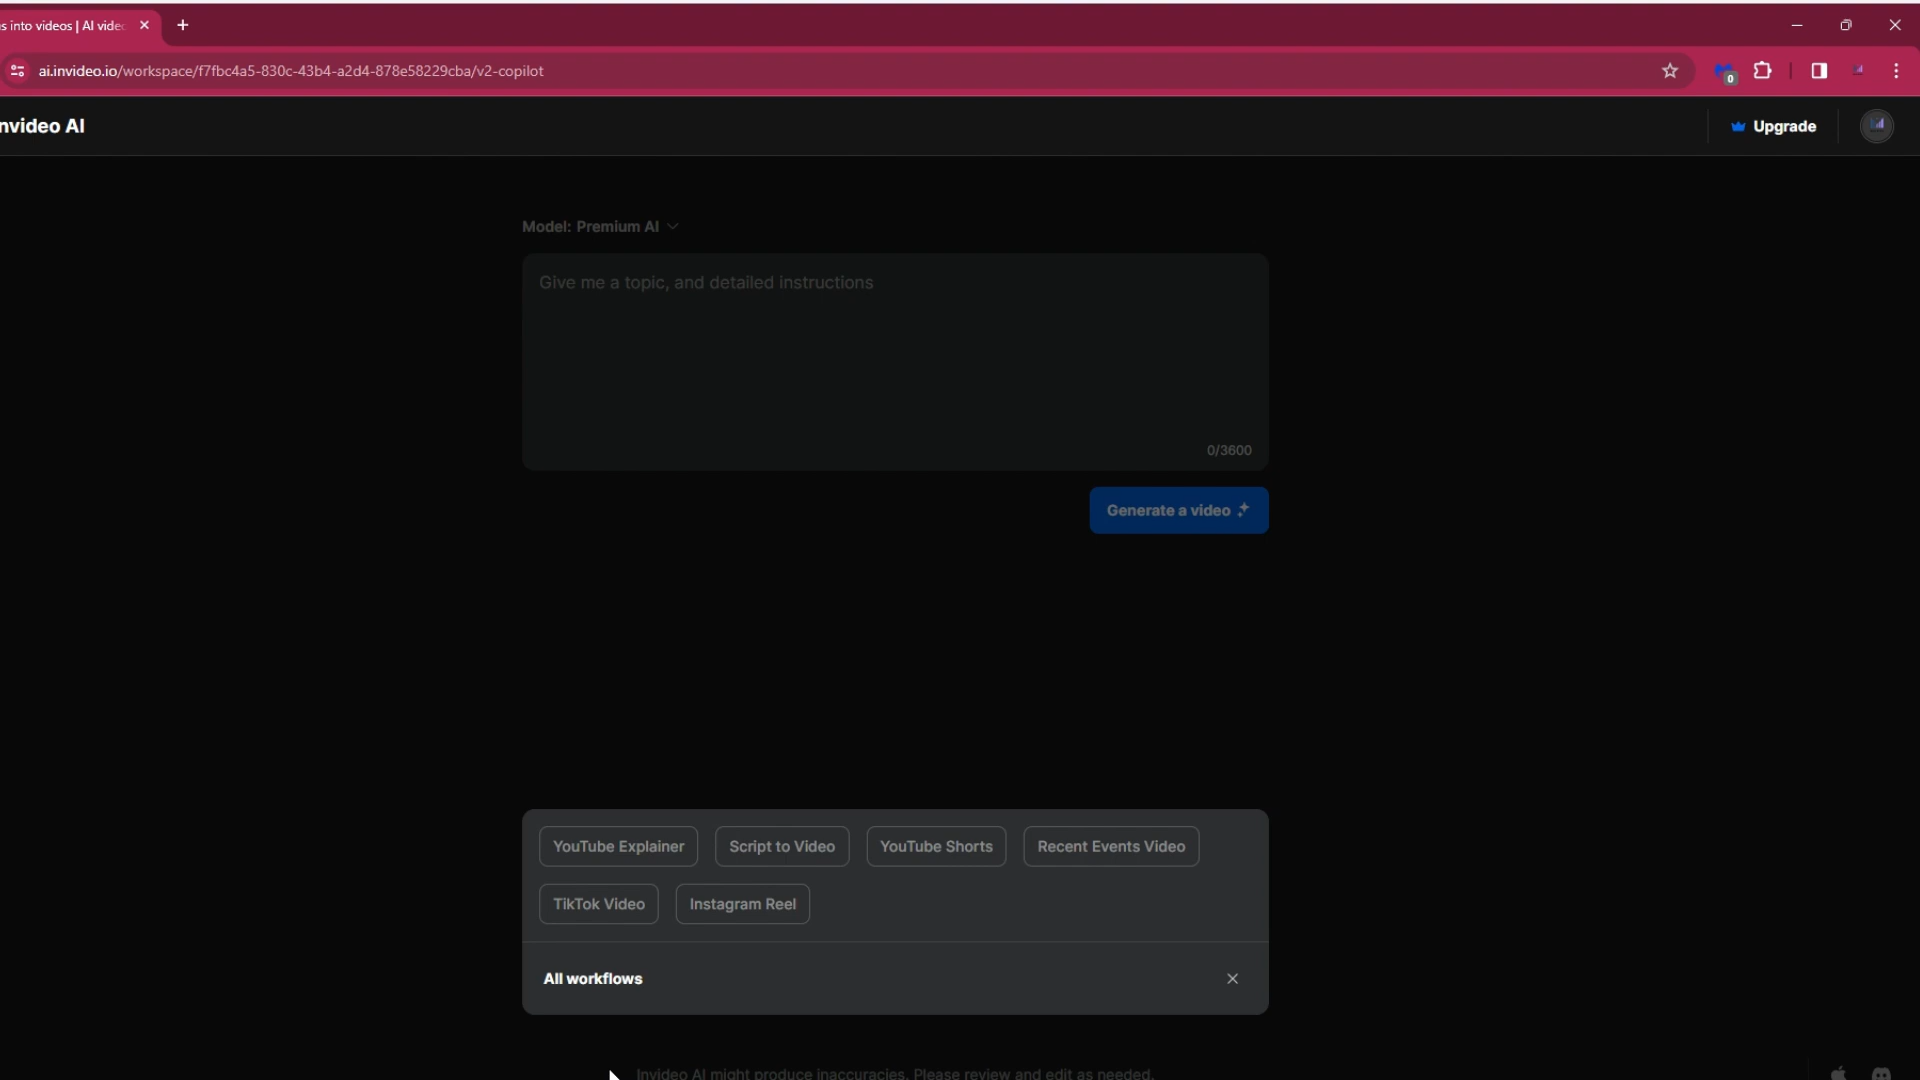 s into videos | AI vide
ai.invideo.io/workspace/f7fbc4a5-830c-43b4-a2d4-878e58229cba/v2-copilot
0
nvideo AI
Upgrade
Model: Premium AI
Give me a topic, and detailed instructions
0/3600
Generate a video
YouTube Explainer Script to Video YouTube Shorts Recent Events Video
TikTok Video Instagram Reel
All workflows
Invideo AI might produce inaccuracies. Please review and edit as needed.